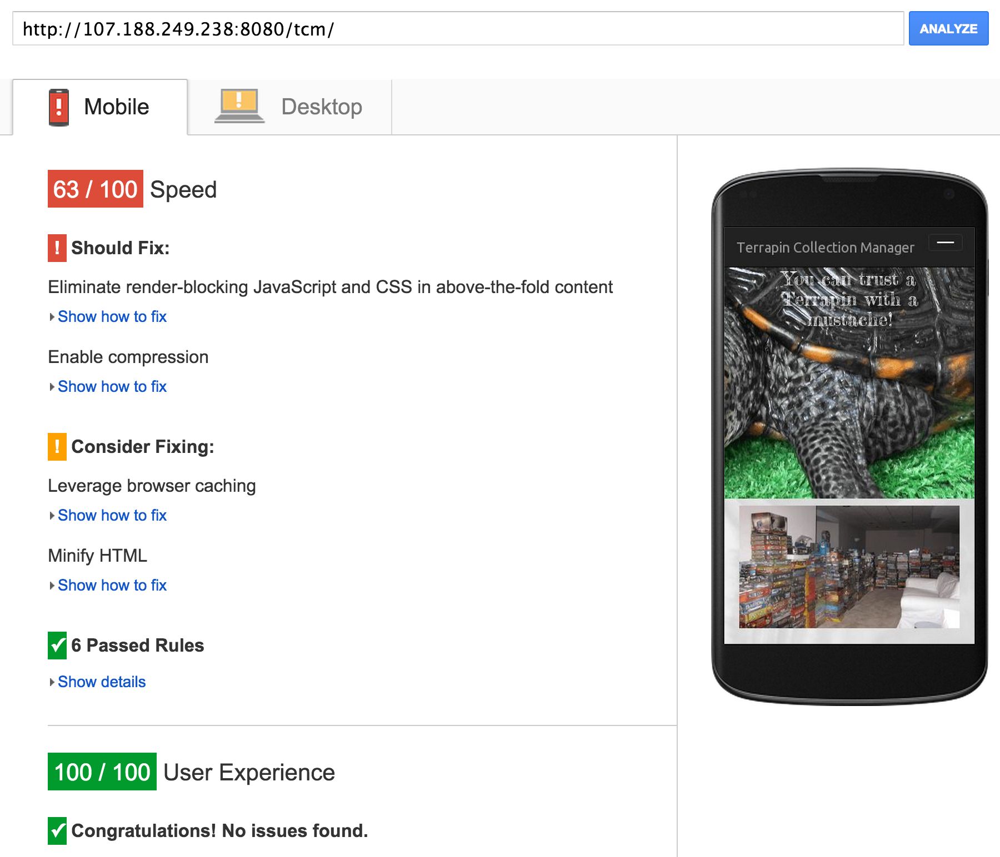 http://107.188.249.238:8080/tcm/
ANALYZE
Mobile
Desktop
63 / 100 Speed
! Should Fix:
Eliminate render-blocking JavaScript and CSS in above-the-fold content
Show how to fix
Enable compression
Show how to fix
! Consider Fixing:
Leverage browser caching
Show how to fix
Minify HTML
Show how to fix
6 Passed Rules
Show details
100 / 100 User Experience
Congratulations! No issues found.
Terrapin Collection Manager
You can trust a
Terrapin with a
mustache!